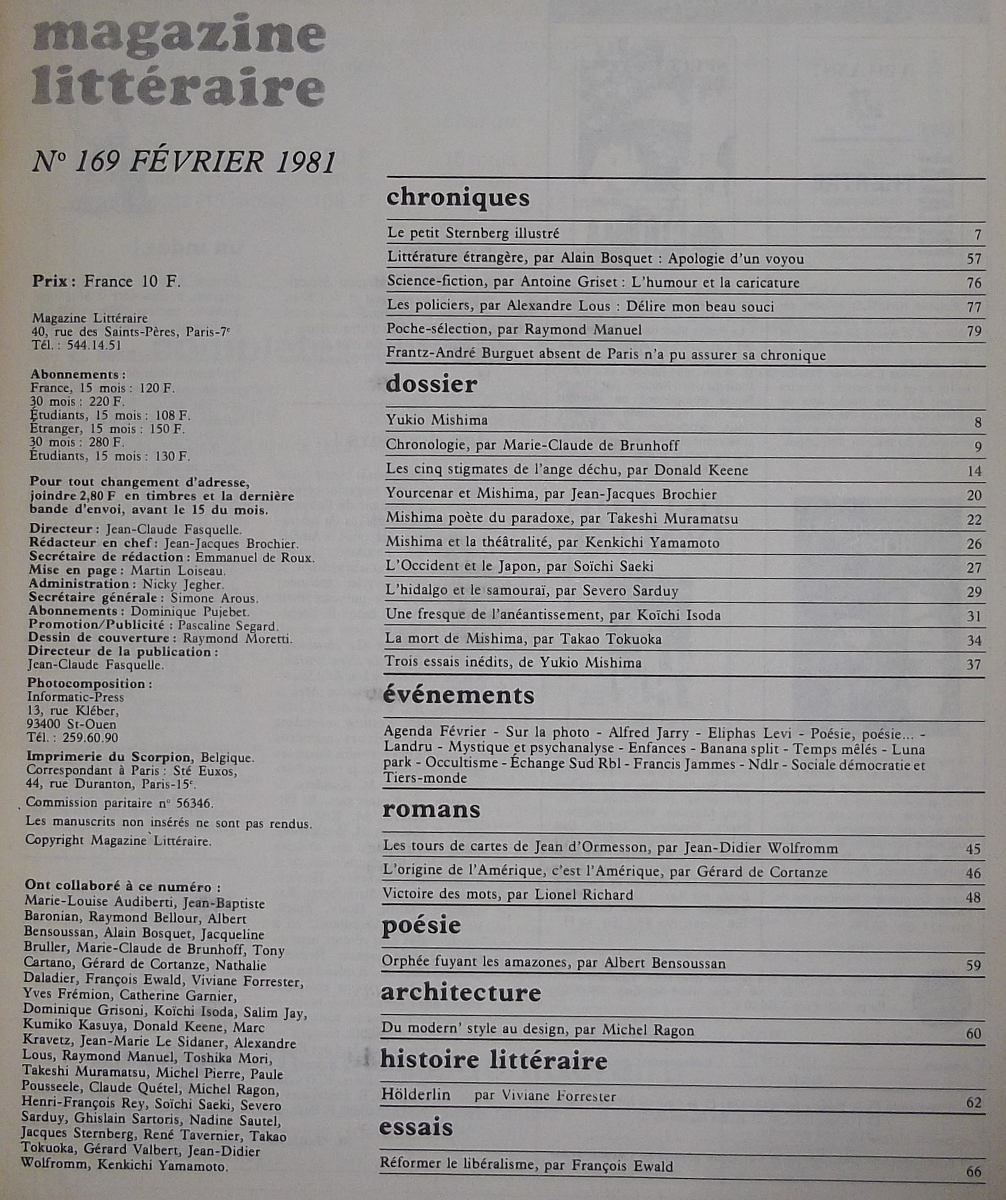 magazine
littéraire
Nº 169 FÉVRIER 1981
Prix : France 10 F.
Magazine Littéraire
40, rue des Saints-Pères, Paris-7e
Tél. : 544.14.51
Abonnements :
France, 15 mois : 120 F.
30 mois : 220 F.
Étudiants, 15 mois : 108 F.
Étranger, 15 mois : 150 F.
30 mois : 280 F.
Étudiants, 15 mois : 130 F.
Pour tout changement d'adresse,
joindre 2,80 F en timbres et la dernière
bande d'envoi, avant le 15 du mois.
Directeur : Jean-Claude Fasquelle.
Rédacteur en chef : Jean-Jacques Brochier.
Secrétaire de rédaction : Emmanuel de Roux.
Mise en page : Martin Loiseau.
Administration : Nicky Jegher.
Secrétaire générale : Simone Arous.
Abonnements : Dominique Pujebet.
Promotion/Publicité : Pascaline Segard.
Dessin de couverture : Raymond Moretti.
Directeur de la publication :
Jean-Claude Fasquelle.
Photocomposition :
Informatic-Press
13, rue Kléber,
93400 St-Ouen
Tél. : 259.60.90
Imprimerie du Scorpion, Belgique.
Correspondant à Paris : Sté Euxos,
44, rue Duranton, Paris-15e.
Commission paritaire nº 56346.
Les manuscrits non insérés ne sont pas rendus.
Copyright Magazine Littéraire.
Ont collaboré à ce numéro :
Marie-Louise Audiberti, Jean-Baptiste
Baronian, Raymond Bellour, Albert
Bensoussan, Alain Bosquet, Jacqueline
Bruller, Marie-Claude de Brunhoff, Tony
Cartano, Gérard de Cortanze, Nathalie
Daladier, François Ewald, Viviane Forrester,
Yves Frémion, Catherine Garnier,
Dominique Grisoni, Koïchi Isoda, Salim Jay,
Kumiko Kasuya, Donald Keene, Marc
Kravetz, Jean-Marie Le Sidaner, Alexandre
Lous, Raymond Manuel, Toshika Mori,
Takeshi Muramatsu, Michel Pierre, Paule
Pousseele, Claude Quétel, Michel Ragon,
Henri-François Rey, Soïchi Saeki, Severo
Sarduy, Ghislain Sartoris, Nadine Sautel,
Jacques Sternberg, René Tavernier, Takao
Tokuoka, Gérard Valbert, Jean-Didier
Wolfromm, Kenkichi Yamamoto.
chroniques
Le petit Sternberg illustré 7
Littérature étrangère, par Alain Bosquet : Apologie d'un voyou 57
Science-fiction, par Antoine Griset : L'humour et la caricature 76
Les policiers, par Alexandre Lous : Délire mon beau souci 77
Poche-sélection, par Raymond Manuel 79
Frantz-André Burguet absent de Paris n'a pu assurer sa chronique
dossier
Yukio Mishima 8
Chronologie, par Marie-Claude de Brunhoff 9
Les cinq stigmates de l'ange déchu, par Donald Keene 14
Yourcenar et Mishima, par Jean-Jacques Brochier 20
Mishima poète du paradoxe, par Takeshi Muramatsu 22
Mishima et la théâtralité, par Kenkichi Yamamoto 26
L'Occident et le Japon, par Soïchi Saeki 27
L'hidalgo et le samouraï, par Severo Sarduy 29
Une fresque de l'anéantissement, par Koïchi Isoda 31
La mort de Mishima, par Takao Tokuoka 34
Trois essais inédits, de Yukio Mishima 37
événements
Agenda Février - Sur la photo - Alfred Jarry - Eliphas Levi - Poésie, poésie... -
Landru - Mystique et psychanalyse - Enfances - Banana split - Temps mêlés - Luna
park - Occultisme - Échange Sud Rbl - Francis Jammes - Ndlr - Sociale démocratie et
Tiers-monde
romans
Les tours de cartes de Jean d'Ormesson, par Jean-Didier Wolfromm 45
L'origine de l'Amérique, c'est l'Amérique, par Gérard de Cortanze 46
Victoire des mots, par Lionel Richard 48
poésie
Orphée fuyant les amazones, par Albert Bensoussan 59
architecture
Du modern' style au design, par Michel Ragon 60
histoire littéraire
Hölderlin par Viviane Forrester 62
essais
Réformer le libéralisme, par François Ewald 66